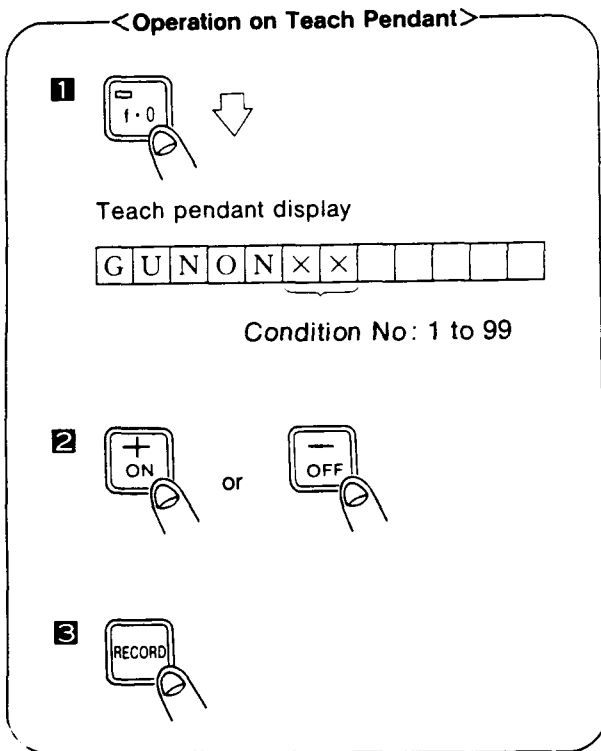 <Operation on Teach Pendant>
1
f・0
Teach pendant display
GUNON××
Condition No: 1 to 99
2
+ ON or − OFF
3
RECORD